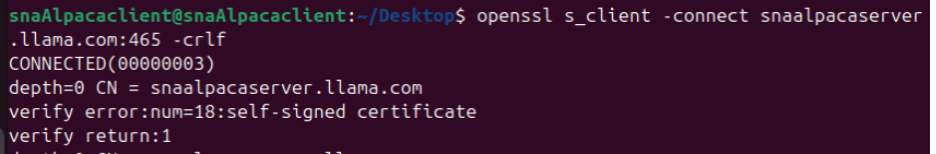 snaAlpacaclient@snaAlpacaclient:~/Desktop$ openssl s_client -connect snaalpacaserver
.llama.com:465 -crlf
CONNECTED(00000003)
depth=0 CN = snaalpacaserver.llama.com
verify error:num=18:self-signed certificate
verify return:1